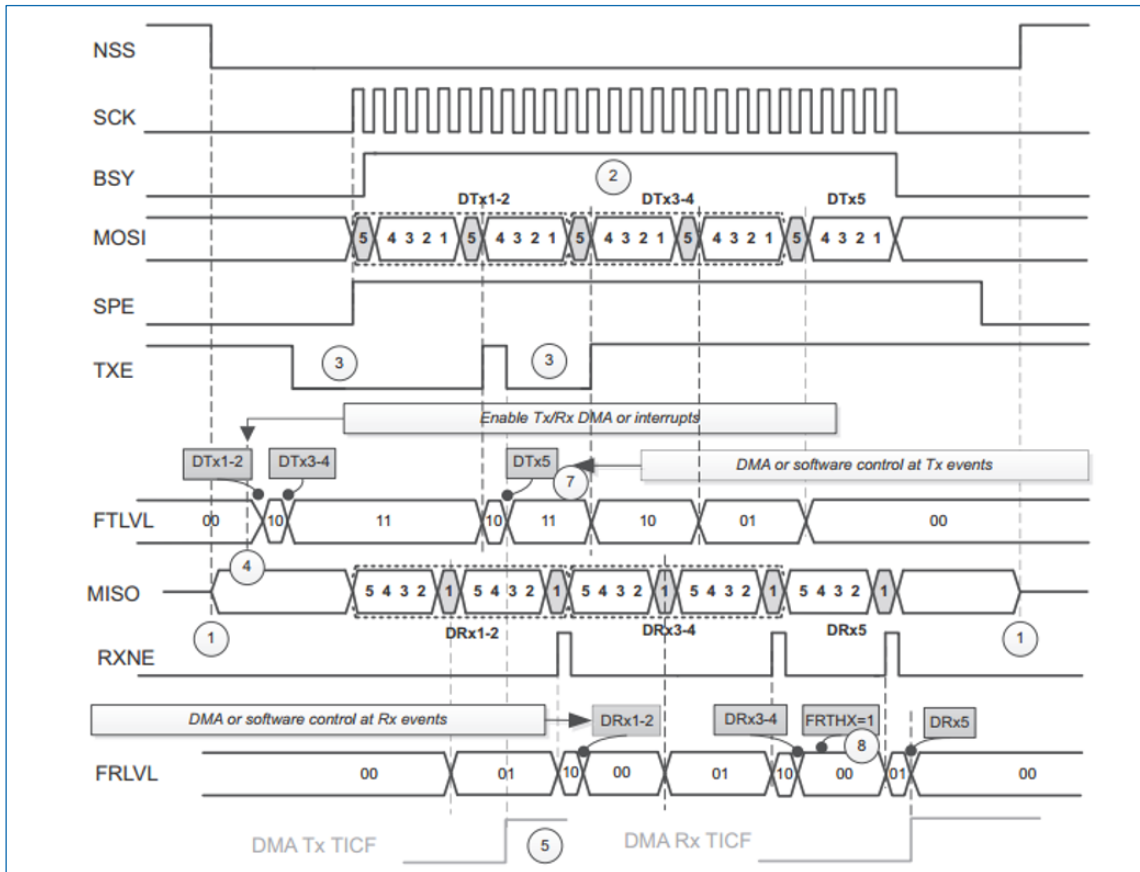 NSS
SCK
BSY
2
DTx1-2 DTx3-4 DTx5
MOSI 5 4 3 2 1 5 4 3 2 1 5 4 3 2 1 5 4 3 2 1 5 4 3 2 1
SPE
TXE 3 3
Enable Tx/Rx DMA or interrupts
DTx1-2 DTx3-4 DTx5 DMA or software control at Tx events
7
FTLVL 00 10 11 10 11 10 01 00
4
MISO 5 4 3 2 1 5 4 3 2 1 5 4 3 2 1 5 4 3 2 1 5 4 3 2 1
1 DRx1-2 DRx3-4 DRx5 1
RXNE
DMA or software control at Rx events DRx1-2 DRx3-4 FRTHX=1 DRx5
8
FRLVL 00 01 10 00 01 10 00 01 00
DMA Tx TICF 5 DMA Rx TICF